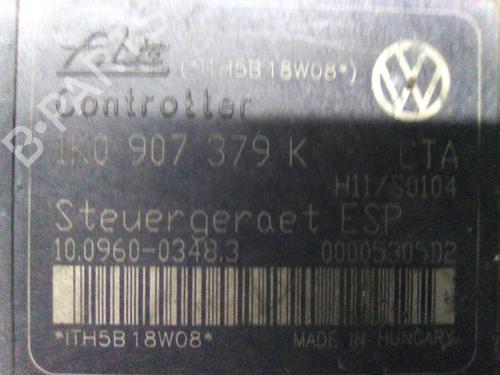 Ate (*ITH5B18W08*)
Controller
1K0 907 379 K CTA
H11/S0104
Steuergeraet ESP
10.0960-0348.3 00005305D2
*ITH5B18W08* MADE IN HUNGARY